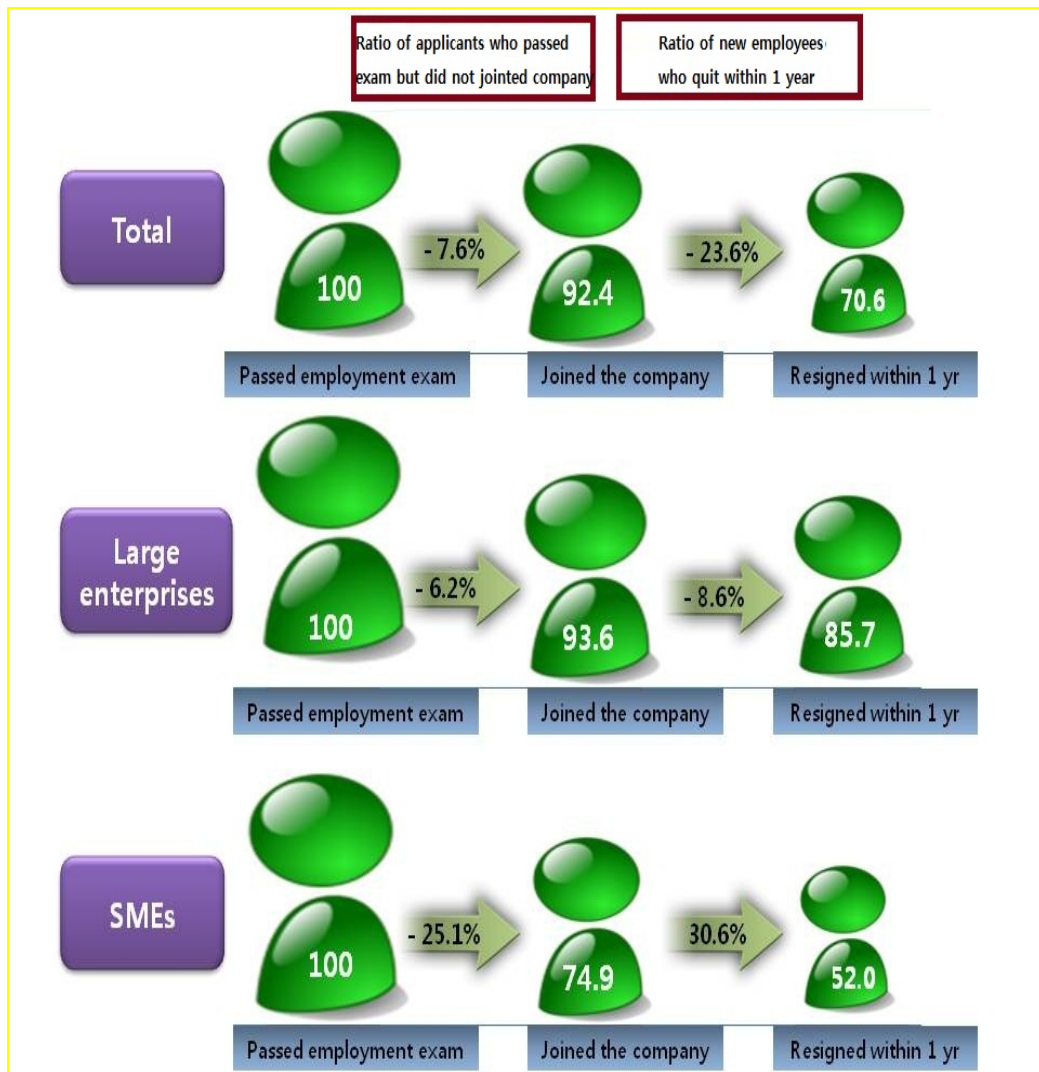 Ratio of applicants who passed
exam but did not jointed company
Ratio of new employees
who quit within 1 year
Total
100
- 7.6%
92.4
- 23.6%
70.6
Passed employment exam
Joined the company
Resigned within 1 yr
Large
enterprises
100
- 6.2%
93.6
- 8.6%
85.7
Passed employment exam
Joined the company
Resigned within 1 yr
SMEs
100
- 25.1%
74.9
30.6%
52.0
Passed employment exam
Joined the company
Resigned within 1 yr